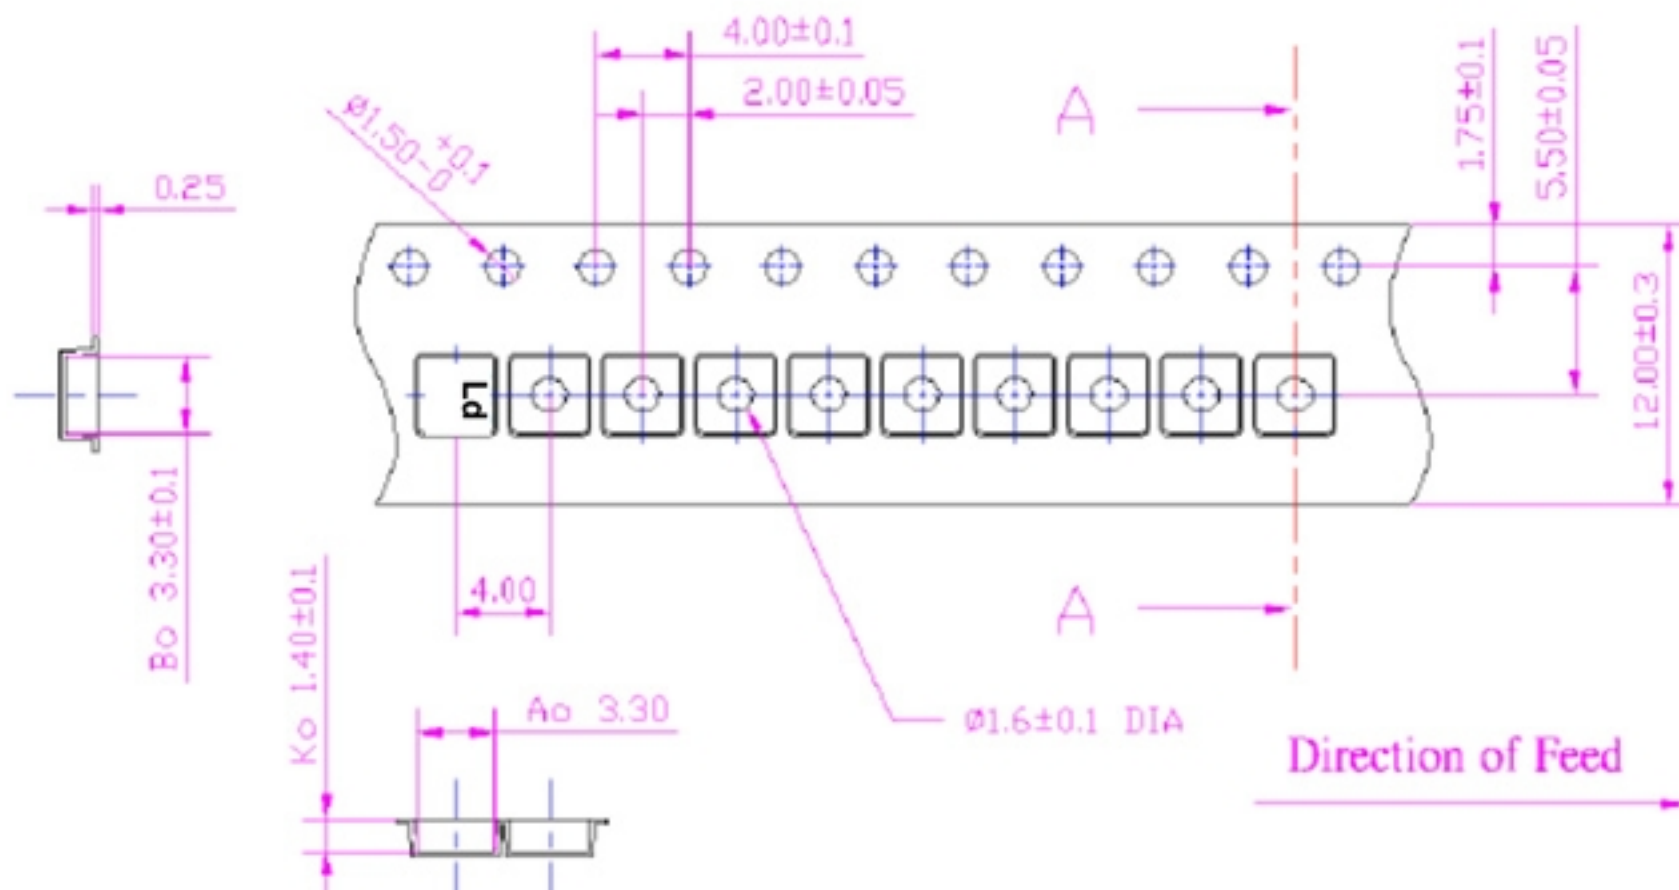 4.00±0.1
2.00±0.05
Ø1.50 +0.1
-0
A
1.75±0.1
5.50±0.05
0.25
12.00±0.3
Bo 3.30±0.1
4.00
Ko 1.40±0.1
Ao 3.30
A
Ø1.6±0.1 DIA
Direction of Feed